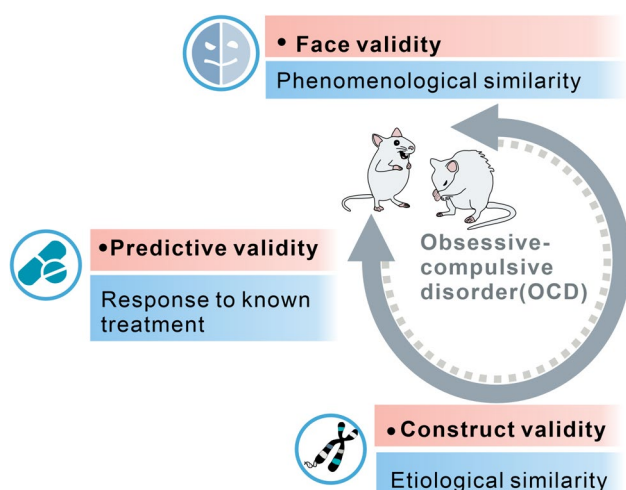 • Face validity
Phenomenological similarity
Obsessive-
compulsive
disorder(OCD)
•Predictive validity
Response to known
treatment
• Construct validity
Etiological similarity